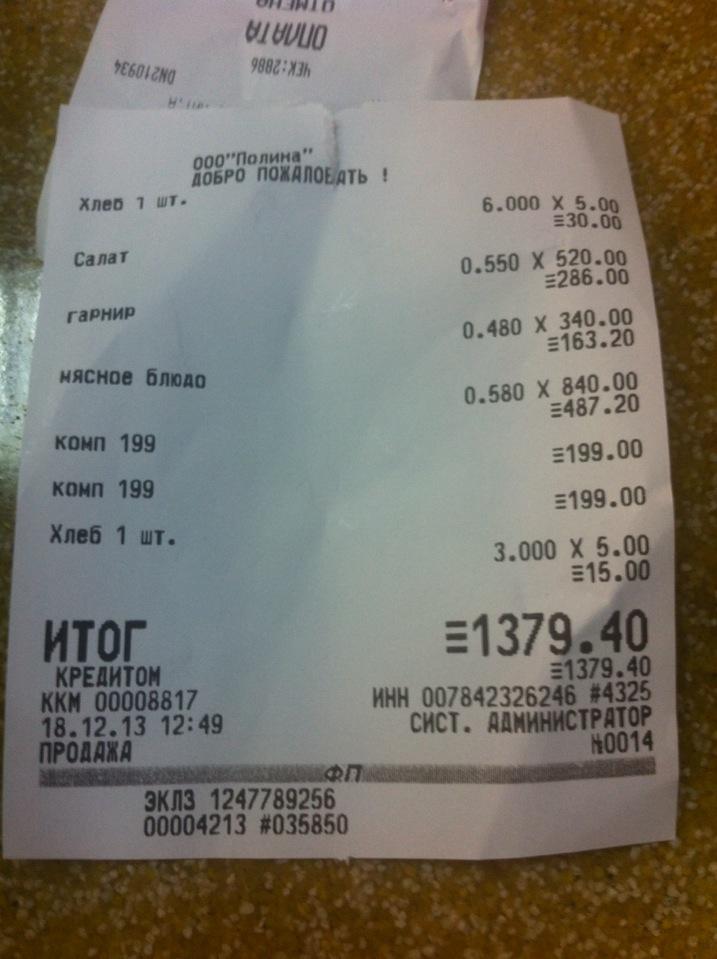 ОТМЕНА
ОПЛАТА
ЧЕК:2886 DN210934
ООО"Полина"
ДОБРО ПОЖАЛОВАТЬ !
Хлеб 1 шт.
6.000 X 5.00
≡30.00
Салат
0.550 X 520.00
≡286.00
гарнир
0.480 X 340.00
≡163.20
мясное блюдо
0.580 X 840.00
≡487.20
комп 199 ≡199.00
комп 199 ≡199.00
Хлеб 1 шт.
3.000 X 5.00
≡15.00
ИТОГ ≡1379.40
КРЕДИТОМ ≡1379.40
ККМ 00008817 ИНН 007842326246 #4325
18.12.13 12:49 СИСТ. АДМИНИСТРАТОР
ПРОДАЖА №0014
ФП
ЭКЛЗ 1247789256
00004213 #035850